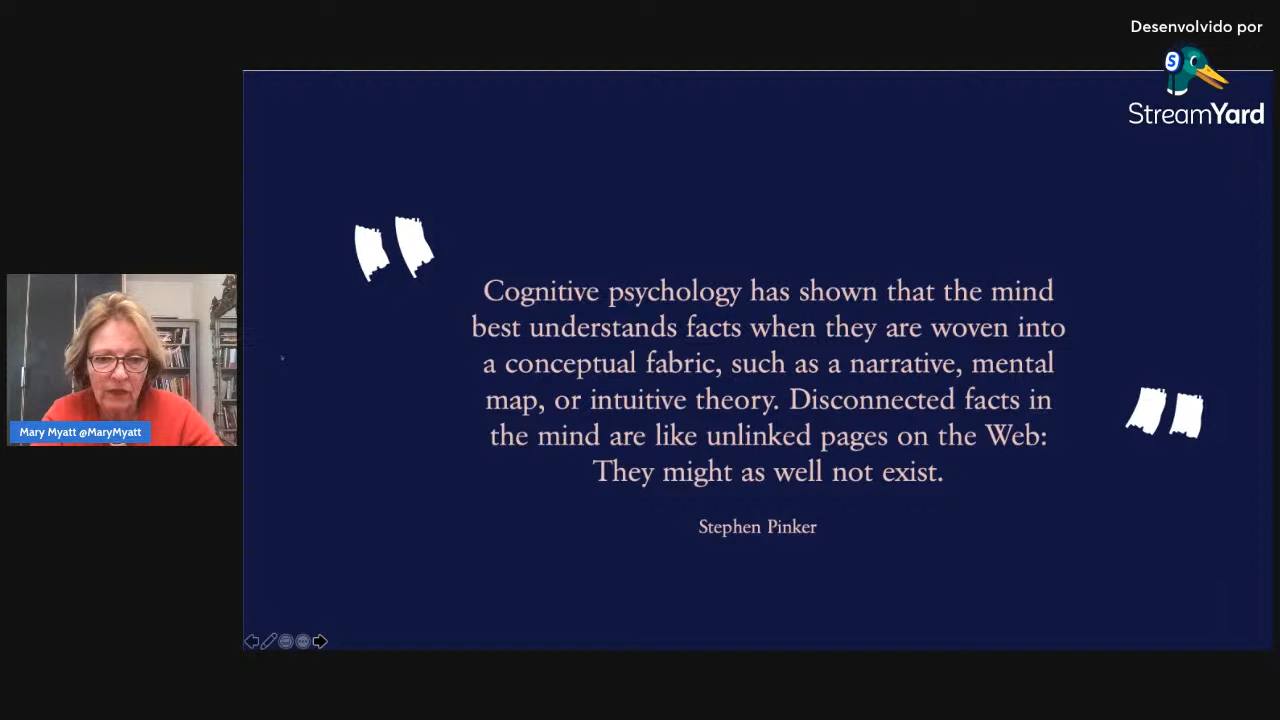 Desenvolvido por
StreamYard
Cognitive psychology has shown that the mind
best understands facts when they are woven into
a conceptual fabric, such as a narrative, mental
map, or intuitive theory. Disconnected facts in
the mind are like unlinked pages on the Web:
They might as well not exist.
Stephen Pinker
Mary Myatt @MaryMyatt